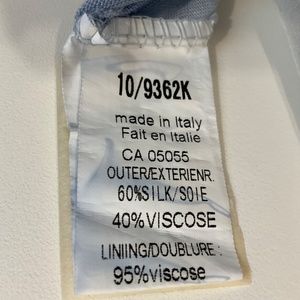 10/9362K
made in Italy
Fait en Italie
CA 05055
OUTER/EXTERIENR.
60%SILK/SOIE
40%VISCOSE
LINIING/DOUBLURE :
95%viscose